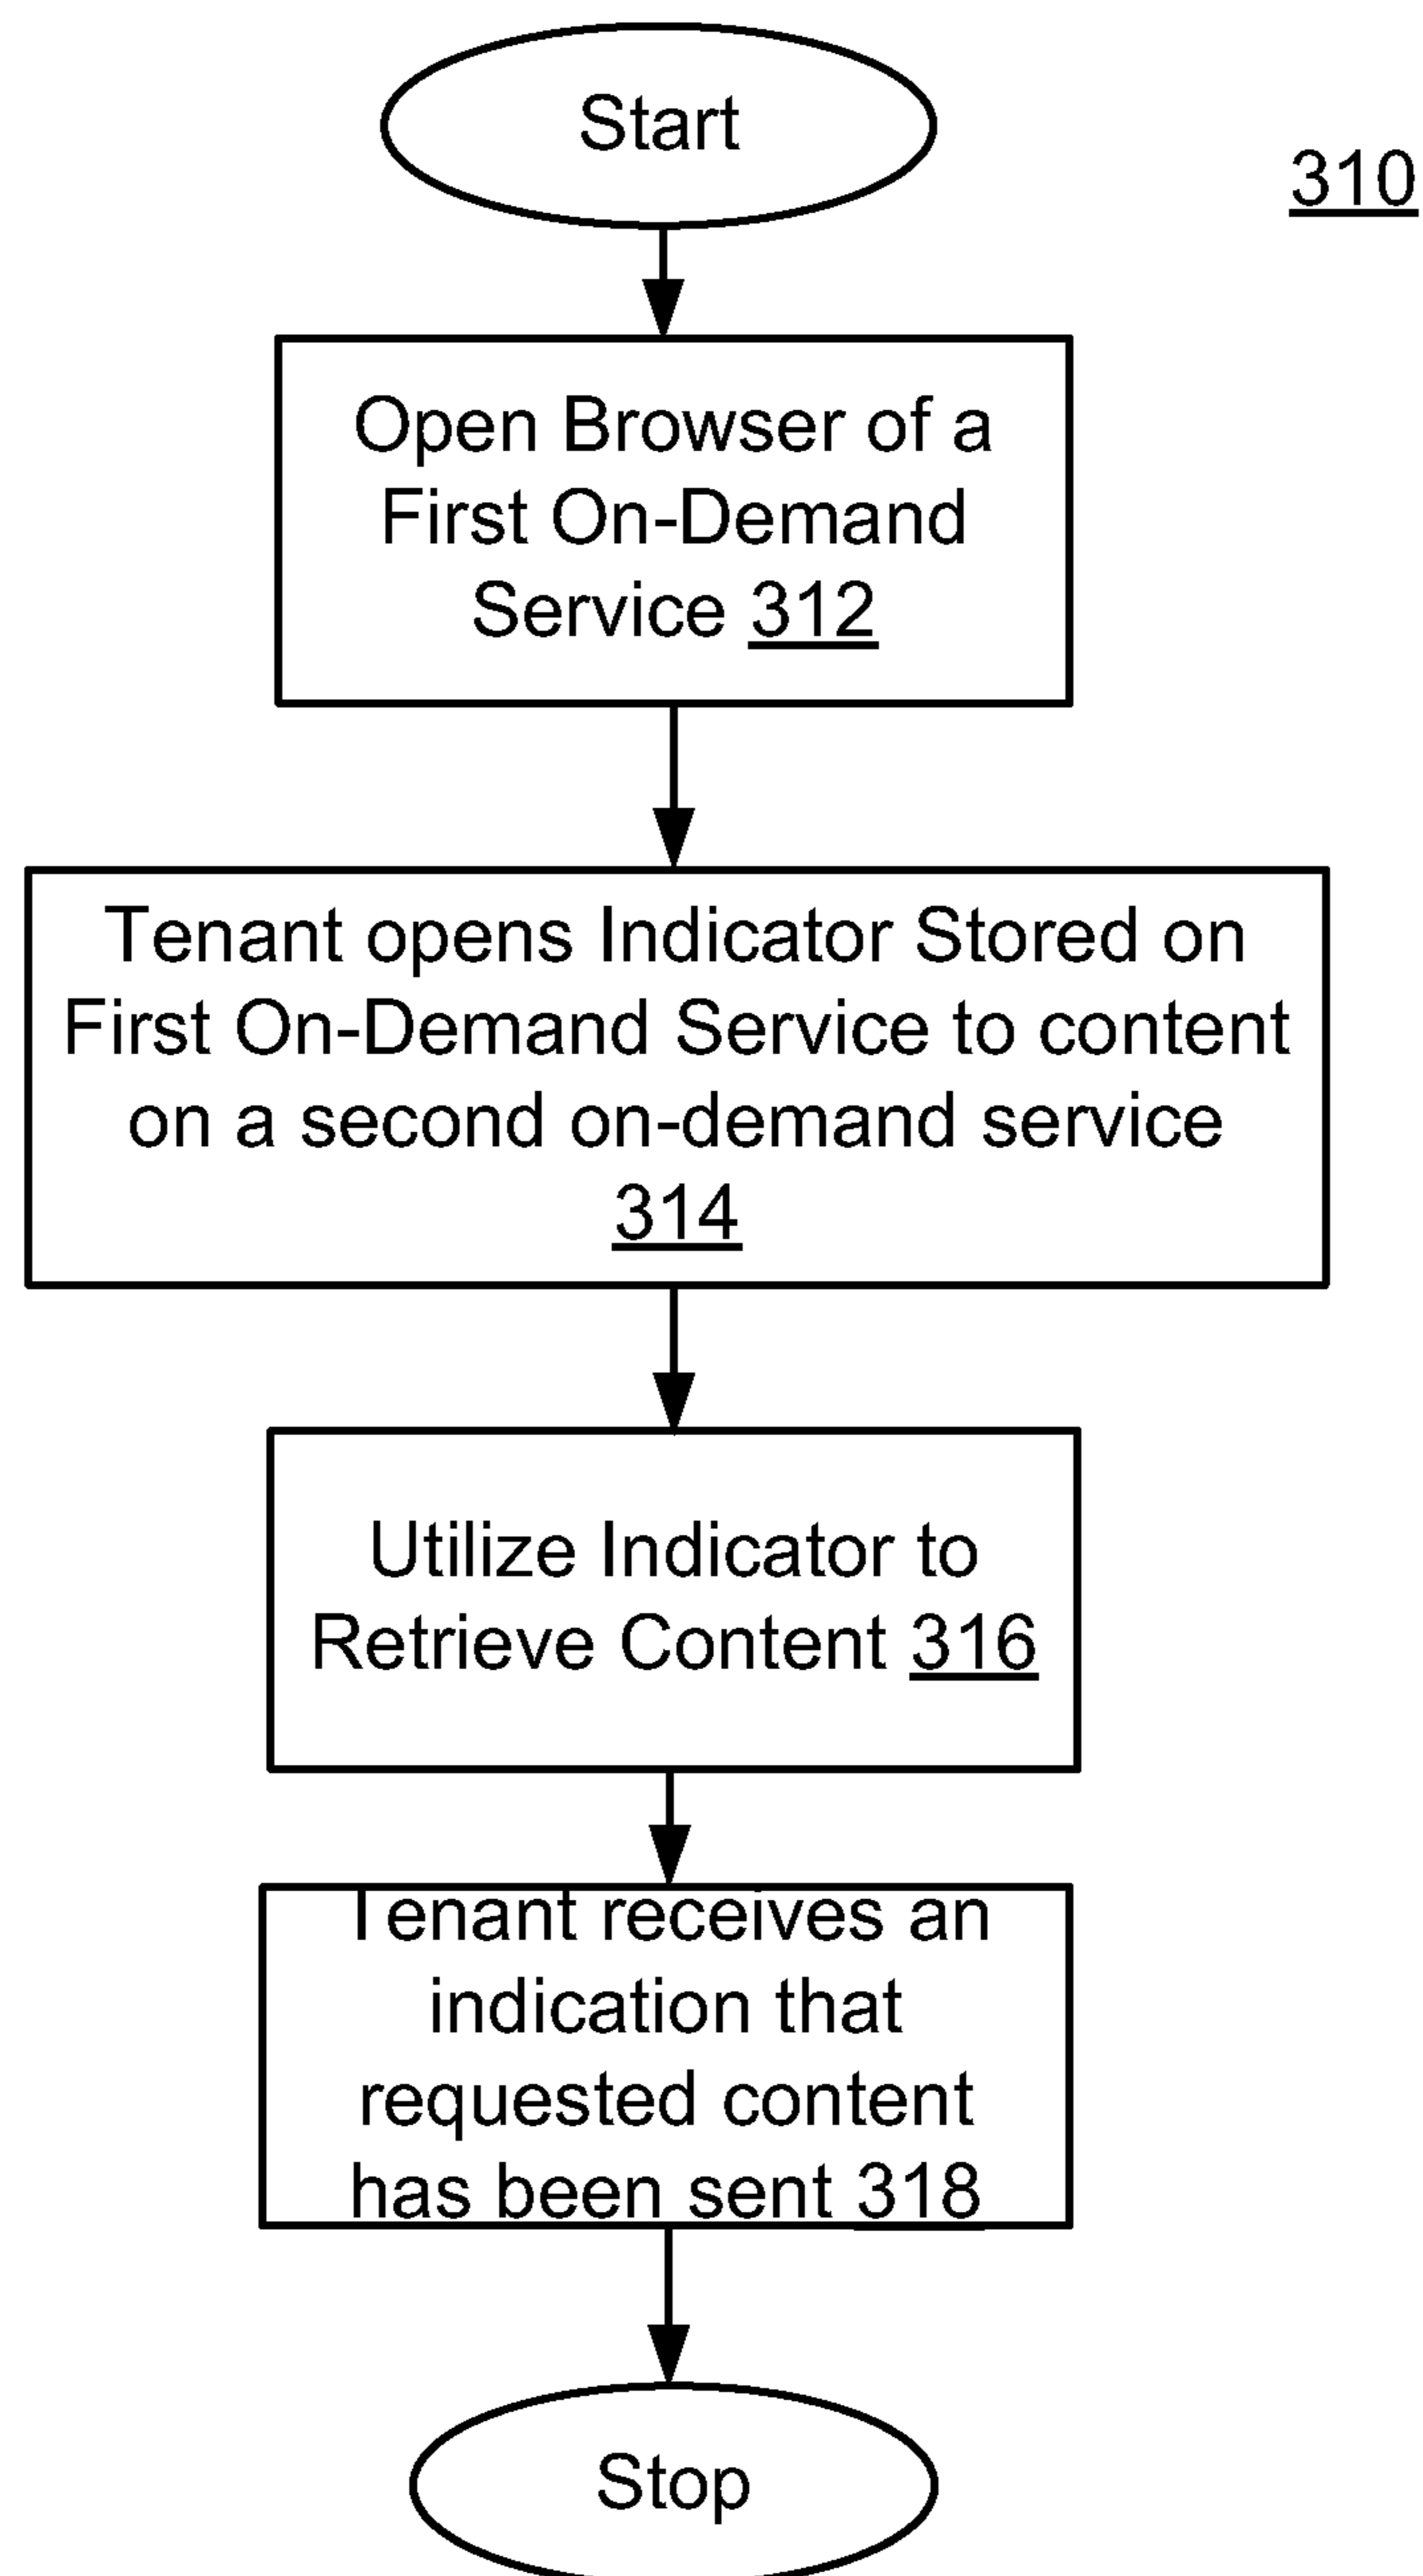 Start
310
Open Browser of a
First On-Demand
Service 312
Tenant opens Indicator Stored on
First On-Demand Service to content
on a second on-demand service
314
Utilize Indicator to
Retrieve Content 316
Tenant receives an
indication that
requested content
has been sent 318
Stop